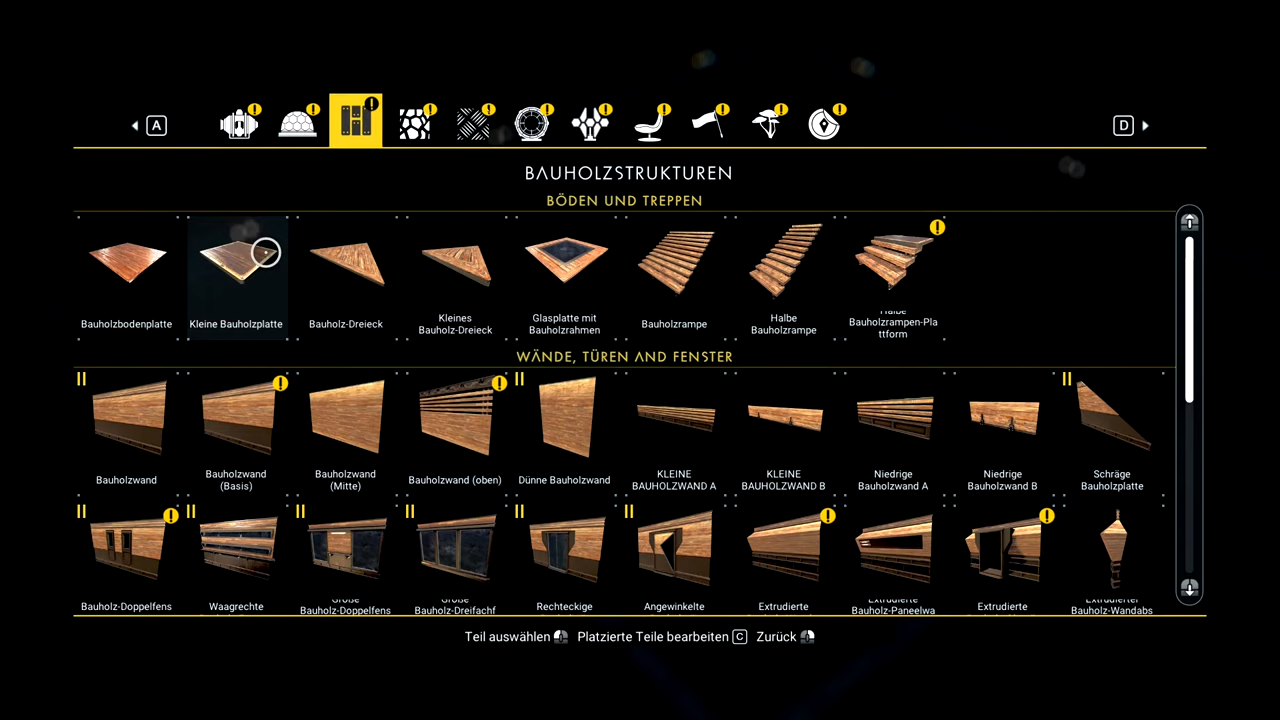 A
D
BAUHOLZSTRUKTUREN
BÖDEN UND TREPPEN
Bauholzbodenplatte
Kleine Bauholzplatte
Bauholz-Dreieck
Kleines
Bauholz-Dreieck
Glasplatte mit
Bauholzrahmen
Bauholzrampe
Halbe
Bauholzrampe
Halbe
Bauholzrampen-Pla
ttform
WÄNDE, TÜREN AND FENSTER
Bauholzwand
Bauholzwand
(Basis)
Bauholzwand
(Mitte)
Bauholzwand (oben)
Dünne Bauholzwand
KLEINE
BAUHOLZWAND A
KLEINE
BAUHOLZWAND B
Niedrige
Bauholzwand A
Niedrige
Bauholzwand B
Schräge
Bauholzplatte
Bauholz-Doppelfens
Waagrechte
Große
Bauholz-Doppelfens
Große
Bauholz-Dreifachf
Rechteckige
Angewinkelte
Extrudierte
Extrudierte
Bauholz-Paneelwa
Extrudierte
Extrudierter
Bauholz-Wandabs
Teil auswählen Platzierte Teile bearbeiten C Zurück